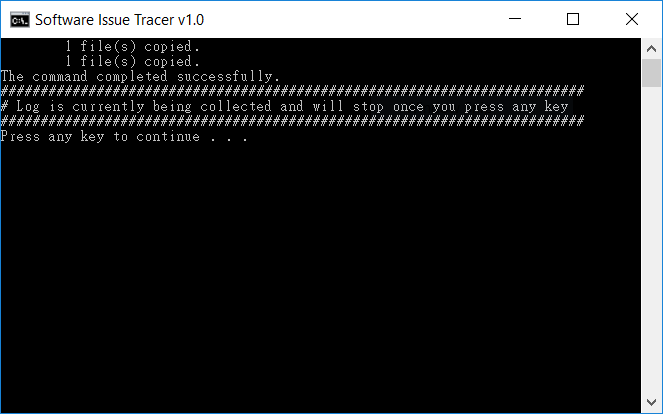 Software Issue Tracer v1.0
1 file(s) copied.
1 file(s) copied.
The command completed successfully.
#########################################################################
# Log is currently being collected and will stop once you press any key
#########################################################################
Press any key to continue . . .